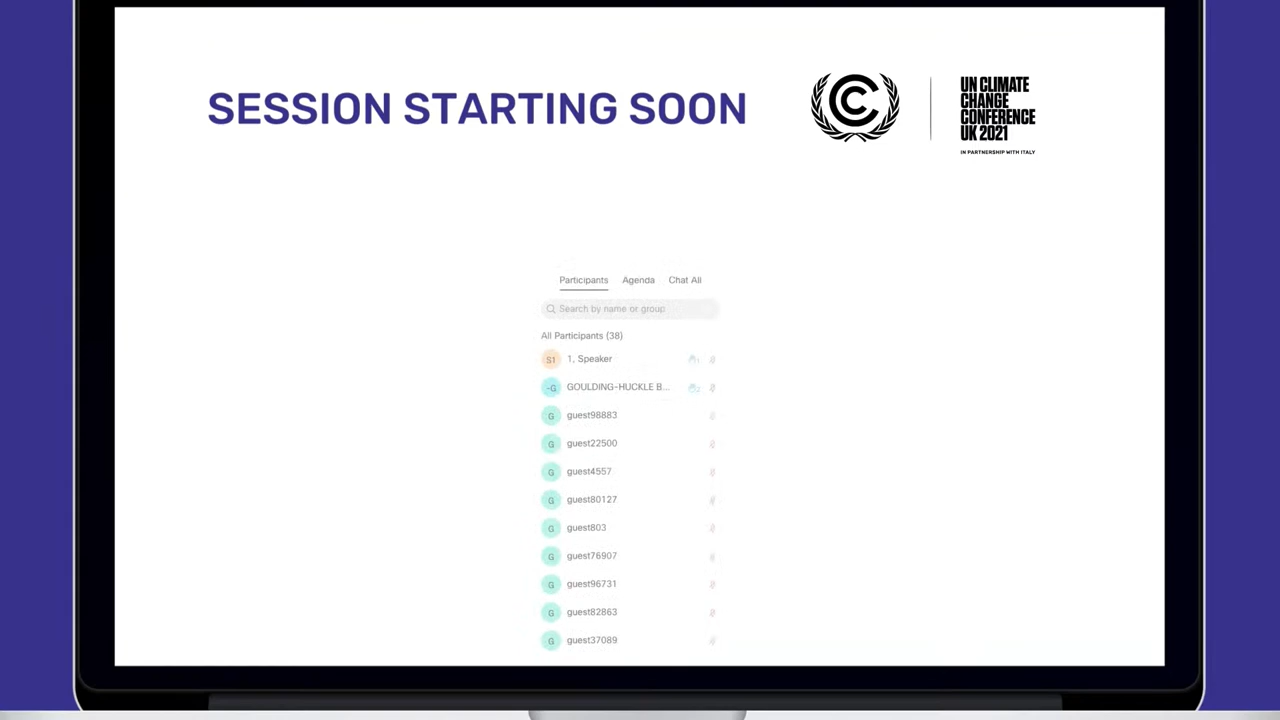 SESSION STARTING SOON
UN CLIMATE
CHANGE
CONFERENCE
UK 2021
IN PARTNERSHIP WITH ITALY
Participants Agenda Chat All
Search by name or group
All Participants (38)
S1 1, Speaker 1
-G GOULDING-HUCKLE B... 2
G guest98883
G guest22500
G guest4557
G guest80127
G guest803
G guest76907
G guest96731
G guest82863
G guest37089